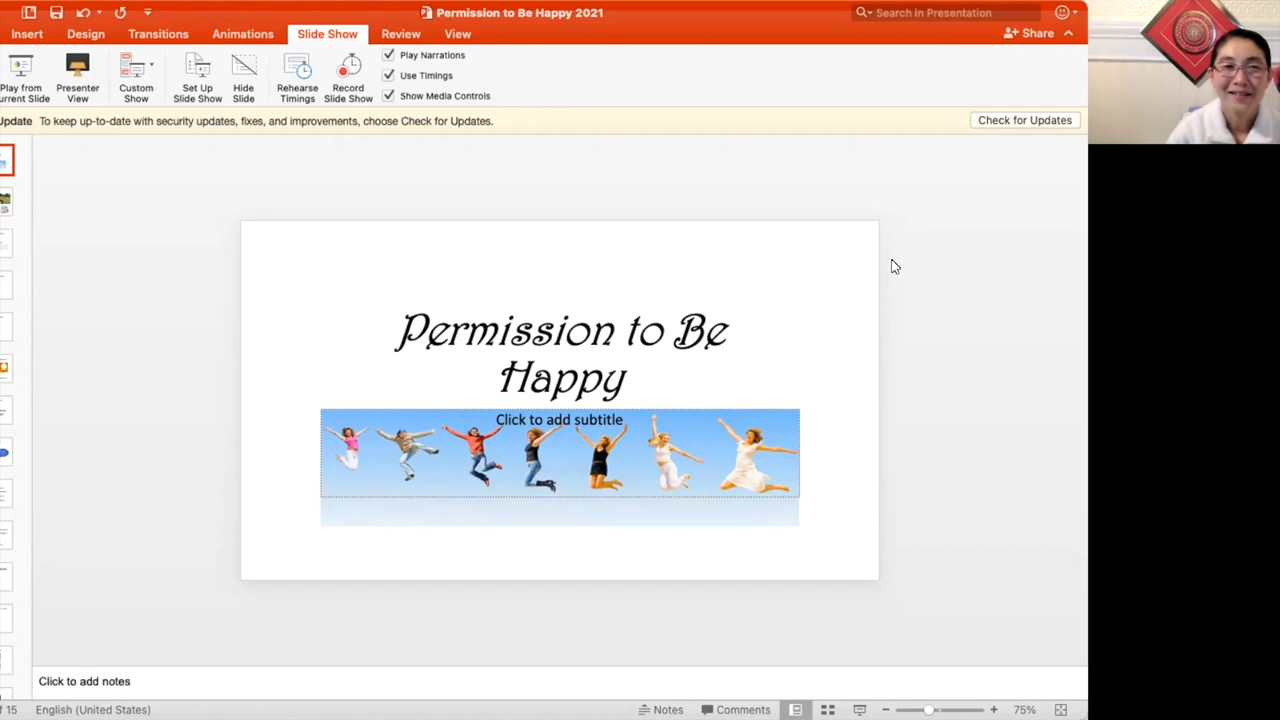 Permission to Be Happy 2021
Search in Presentation
Insert Design Transitions Animations Slide Show Review View
Share
Play from
Current Slide
Presenter
View
Custom
Show
Set Up
Slide Show
Hide
Slide
Rehearse
Timings
Record
Slide Show
Play Narrations
Use Timings
Show Media Controls
Update To keep up-to-date with security updates, fixes, and improvements, choose Check for Updates.
Check for Updates
Permission to Be
Happy
Click to add subtitle
Click to add notes
of 15 English (United States)
Notes Comments 75%